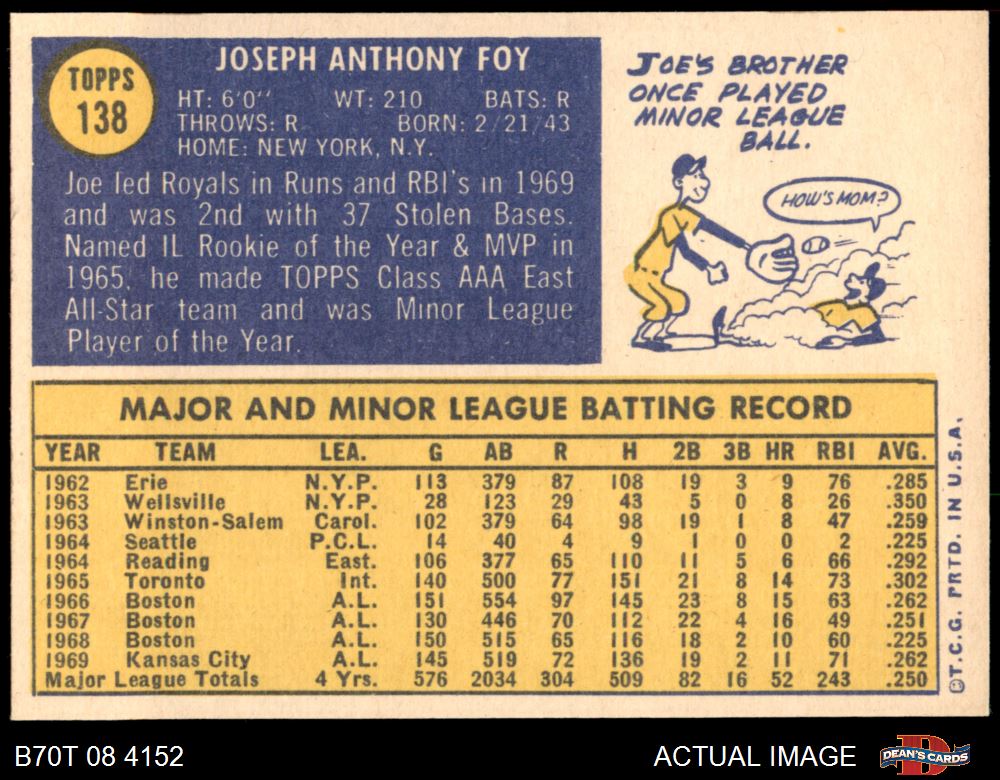 TOPPS
138
JOSEPH ANTHONY FOY
HT: 6'0" WT: 210 BATS: R
THROWS: R BORN: 2/21/43
HOME: NEW YORK, N.Y.
Joe led Royals in Runs and RBI's in 1969
and was 2nd with 37 Stolen Bases.
Named IL Rookie of the Year & MVP in
1965, he made TOPPS Class AAA East
All-Star team and was Minor League
Player of the Year.
JOE'S BROTHER
ONCE PLAYED
MINOR LEAGUE
BALL.
HOW'S MOM?
MAJOR AND MINOR LEAGUE BATTING RECORD
YEAR TEAM LEA. G AB R H 2B 3B HR RBI AVG.
1962 Erie N.Y.P. 113 379 87 108 19 3 9 76 .285
1963 Wellsville N.Y.P. 28 123 29 43 5 0 8 26 .350
1963 Winston-Salem Carol. 102 379 64 98 19 1 8 47 .259
1964 Seattle P.C.L. 14 40 4 9 1 0 0 2 .225
1964 Reading East. 106 377 65 110 11 5 6 66 .292
1965 Toronto Int. 140 500 77 151 21 8 14 73 .302
1966 Boston A.L. 151 554 97 145 23 8 15 63 .262
1967 Boston A.L. 130 446 70 112 22 4 16 49 .251
1968 Boston A.L. 150 515 65 116 18 2 10 60 .225
1969 Kansas City A.L. 145 519 72 136 19 2 11 71 .262
Major League Totals 4 Yrs. 576 2034 304 509 82 16 52 243 .250
©T.C.G. PRTD. IN U.S.A.
B70T 08 4152
ACTUAL IMAGE
DEAN'S CARDS